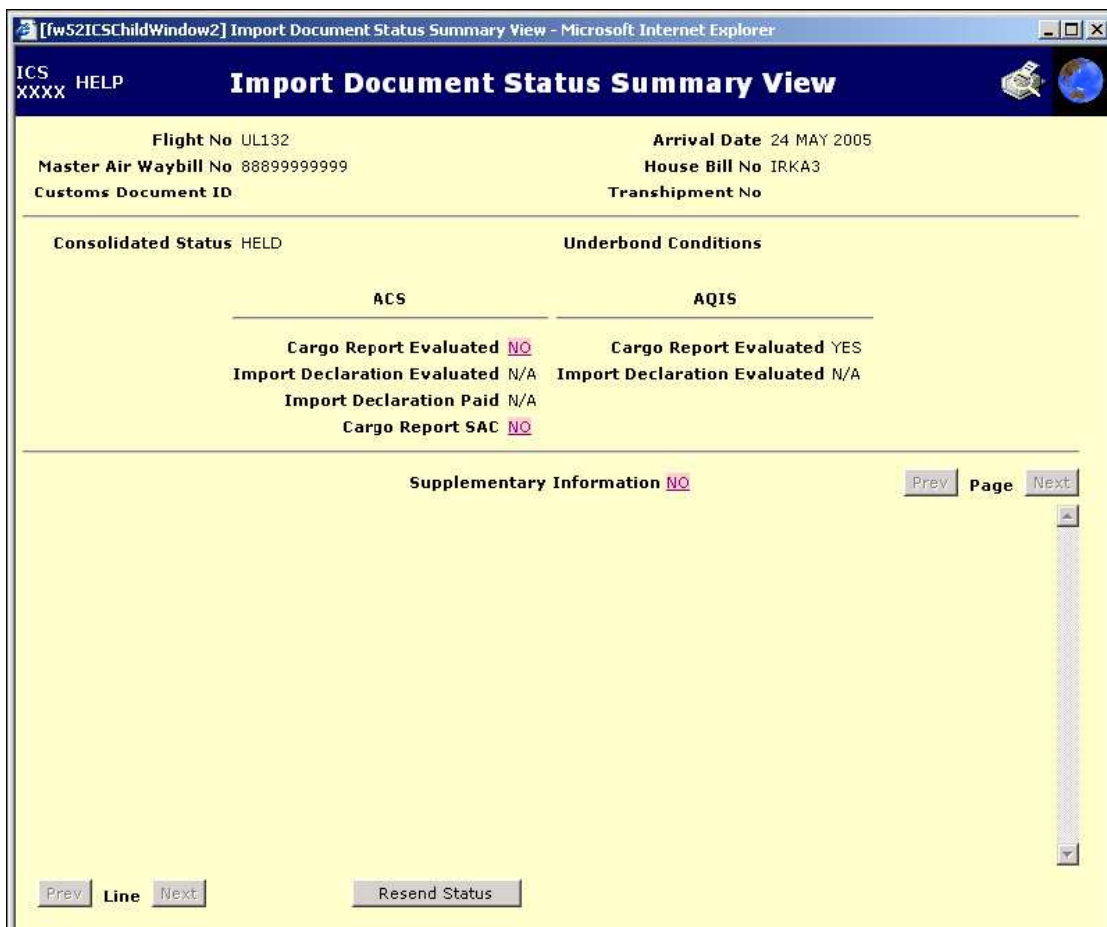 [fw52ICSChildWindow2] Import Document Status Summary View - Microsoft Internet Explorer
ICS XXXX HELP Import Document Status Summary View
Flight No UL132 Arrival Date 24 MAY 2005
Master Air Waybill No 88899999999 House Bill No IRKA3
Customs Document ID Transhipment No
Consolidated Status HELD Underbond Conditions
ACS AQIS
Cargo Report Evaluated NO Cargo Report Evaluated YES
Import Declaration Evaluated N/A Import Declaration Evaluated N/A
Import Declaration Paid N/A
Cargo Report SAC NO
Supplementary Information NO Prev Page Next
Prev Line Next Resend Status